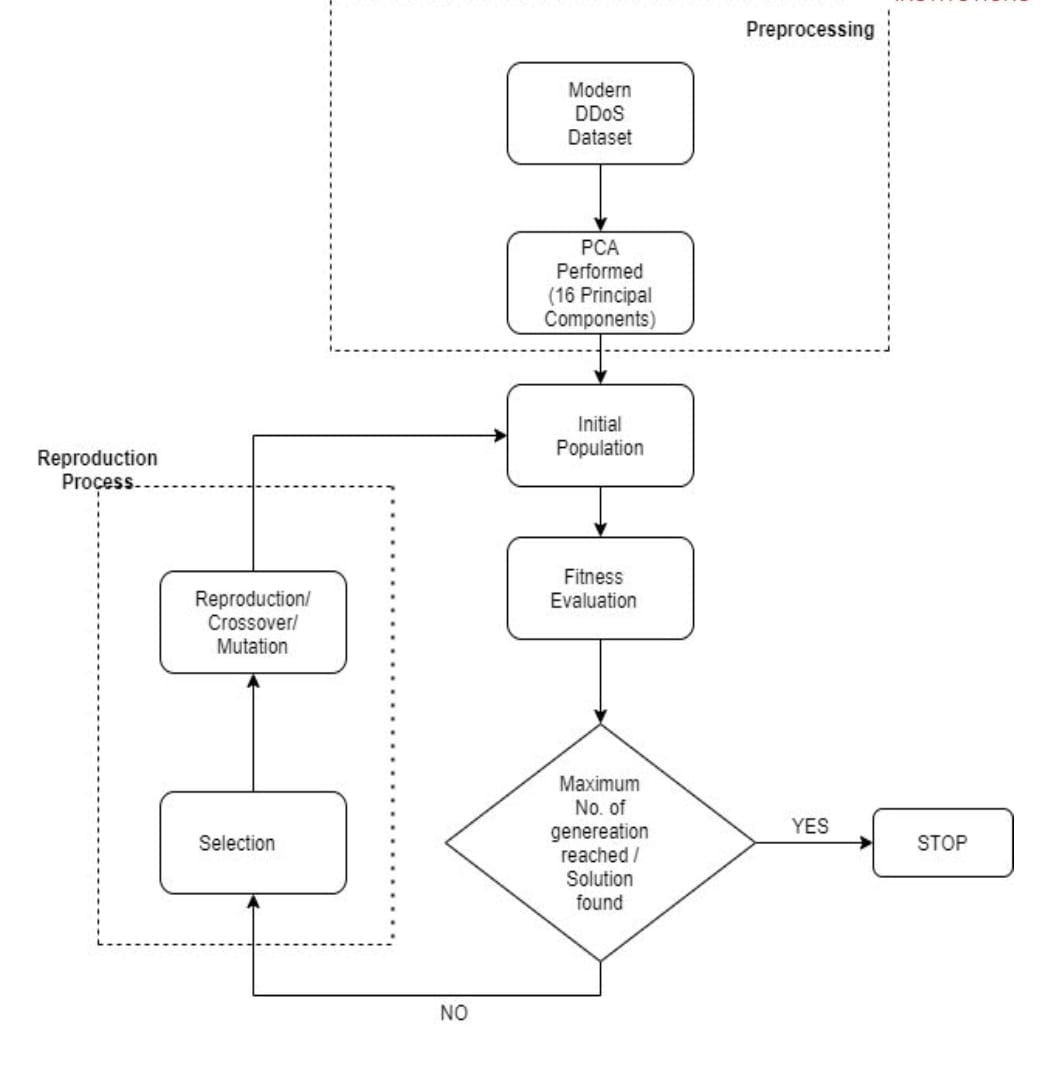 Preprocessing
Modern
DDoS
Dataset
PCA
Performed
(16 Principal
Components)
Initial
Population
Reproduction
Process
Fitness
Evaluation
Reproduction/
Crossover/
Mutation
Maximum
No. of
genereation
reached /
Solution
found
YES
STOP
Selection
NO